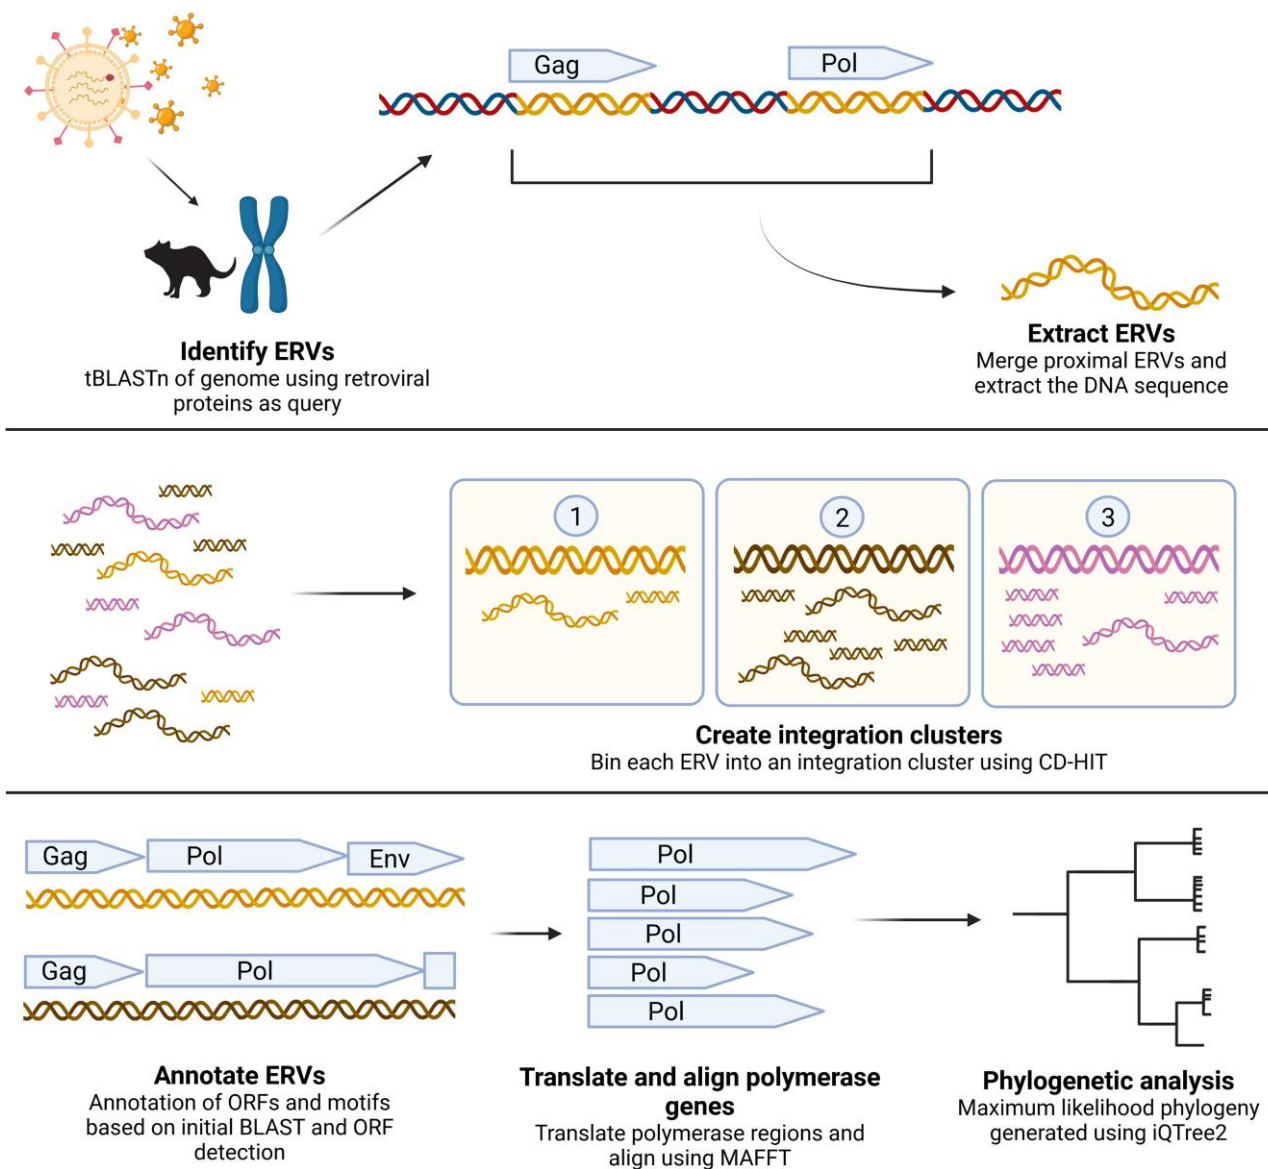 Gag
Pol
Identify ERVs
tBLASTn of genome using retroviral
proteins as query
Extract ERVs
Merge proximal ERVs and
extract the DNA sequence
1
2
3
Create integration clusters
Bin each ERV into an integration cluster using CD-HIT
Gag
Pol
Env
Gag
Pol
Annotate ERVs
Annotation of ORFs and motifs
based on initial BLAST and ORF
detection
Pol
Pol
Pol
Pol
Pol
Translate and align polymerase
genes
Translate polymerase regions and
align using MAFFT
Phylogenetic analysis
Maximum likelihood phylogeny
generated using iQTree2